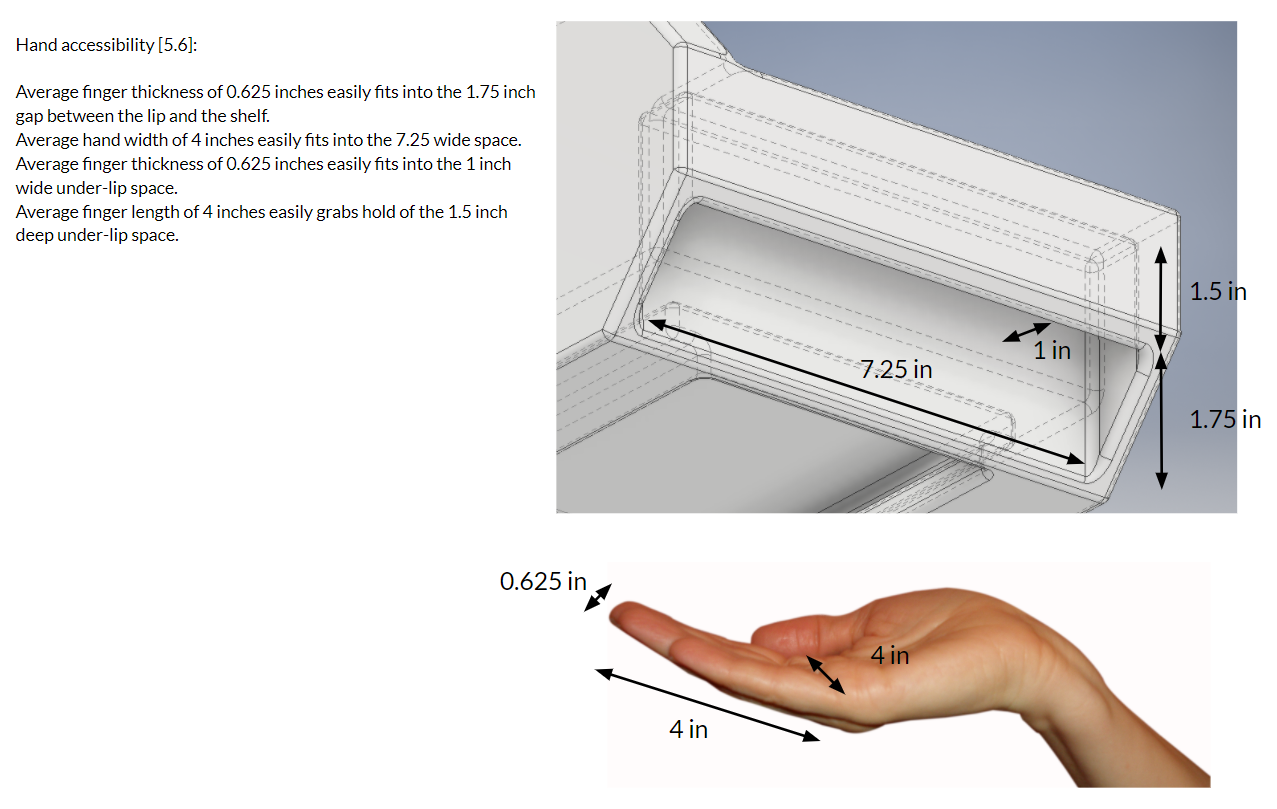 Hand accessibility [5.6]:
Average finger thickness of 0.625 inches easily fits into the 1.75 inch
gap between the lip and the shelf.
Average hand width of 4 inches easily fits into the 7.25 wide space.
Average finger thickness of 0.625 inches easily fits into the 1 inch
wide under-lip space.
Average finger length of 4 inches easily grabs hold of the 1.5 inch
deep under-lip space.
1.5 in
1 in
7.25 in
1.75 in
0.625 in
4 in
4 in